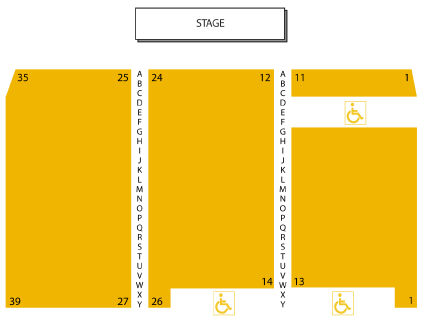 STAGE
35 25 A 24 12 A 11 1
B B
C C
D D
E E
F F
G G
H H
I I
J J
K K
L L
M M
N N
O O
P P
Q Q
R R
S S
T T
U U
V V
W 14 W 13
X X
39 27 Y 26 Y 1